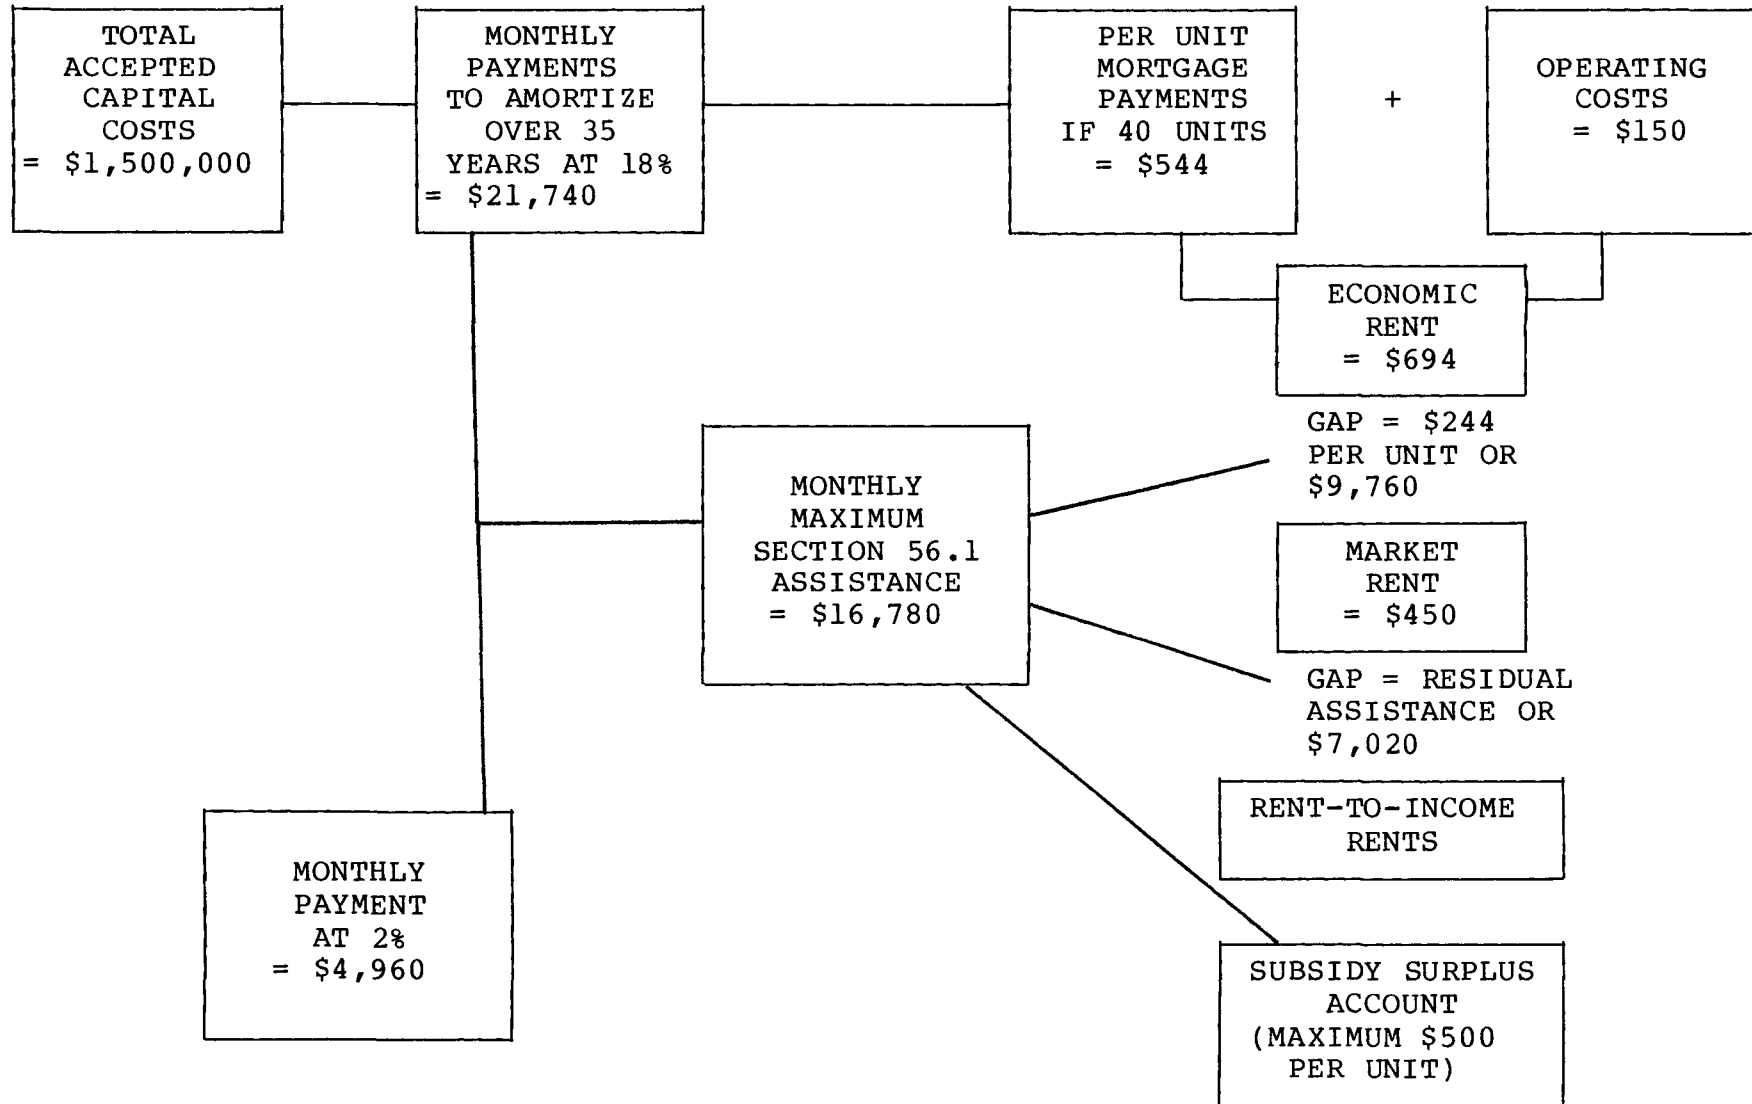 TOTAL
ACCEPTED
CAPITAL
COSTS
= $1,500,000
MONTHLY
PAYMENTS
TO AMORTIZE
OVER 35
YEARS AT 18%
= $21,740
PER UNIT
MORTGAGE
PAYMENTS
IF 40 UNITS
= $544
+
OPERATING
COSTS
= $150
ECONOMIC
RENT
= $694
GAP = $244
PER UNIT OR
$9,760
MONTHLY
MAXIMUM
SECTION 56.1
ASSISTANCE
= $16,780
MARKET
RENT
= $450
GAP = RESIDUAL
ASSISTANCE OR
$7,020
RENT-TO-INCOME
RENTS
MONTHLY
PAYMENT
AT 2%
= $4,960
SUBSIDY SURPLUS
ACCOUNT
(MAXIMUM $500
PER UNIT)